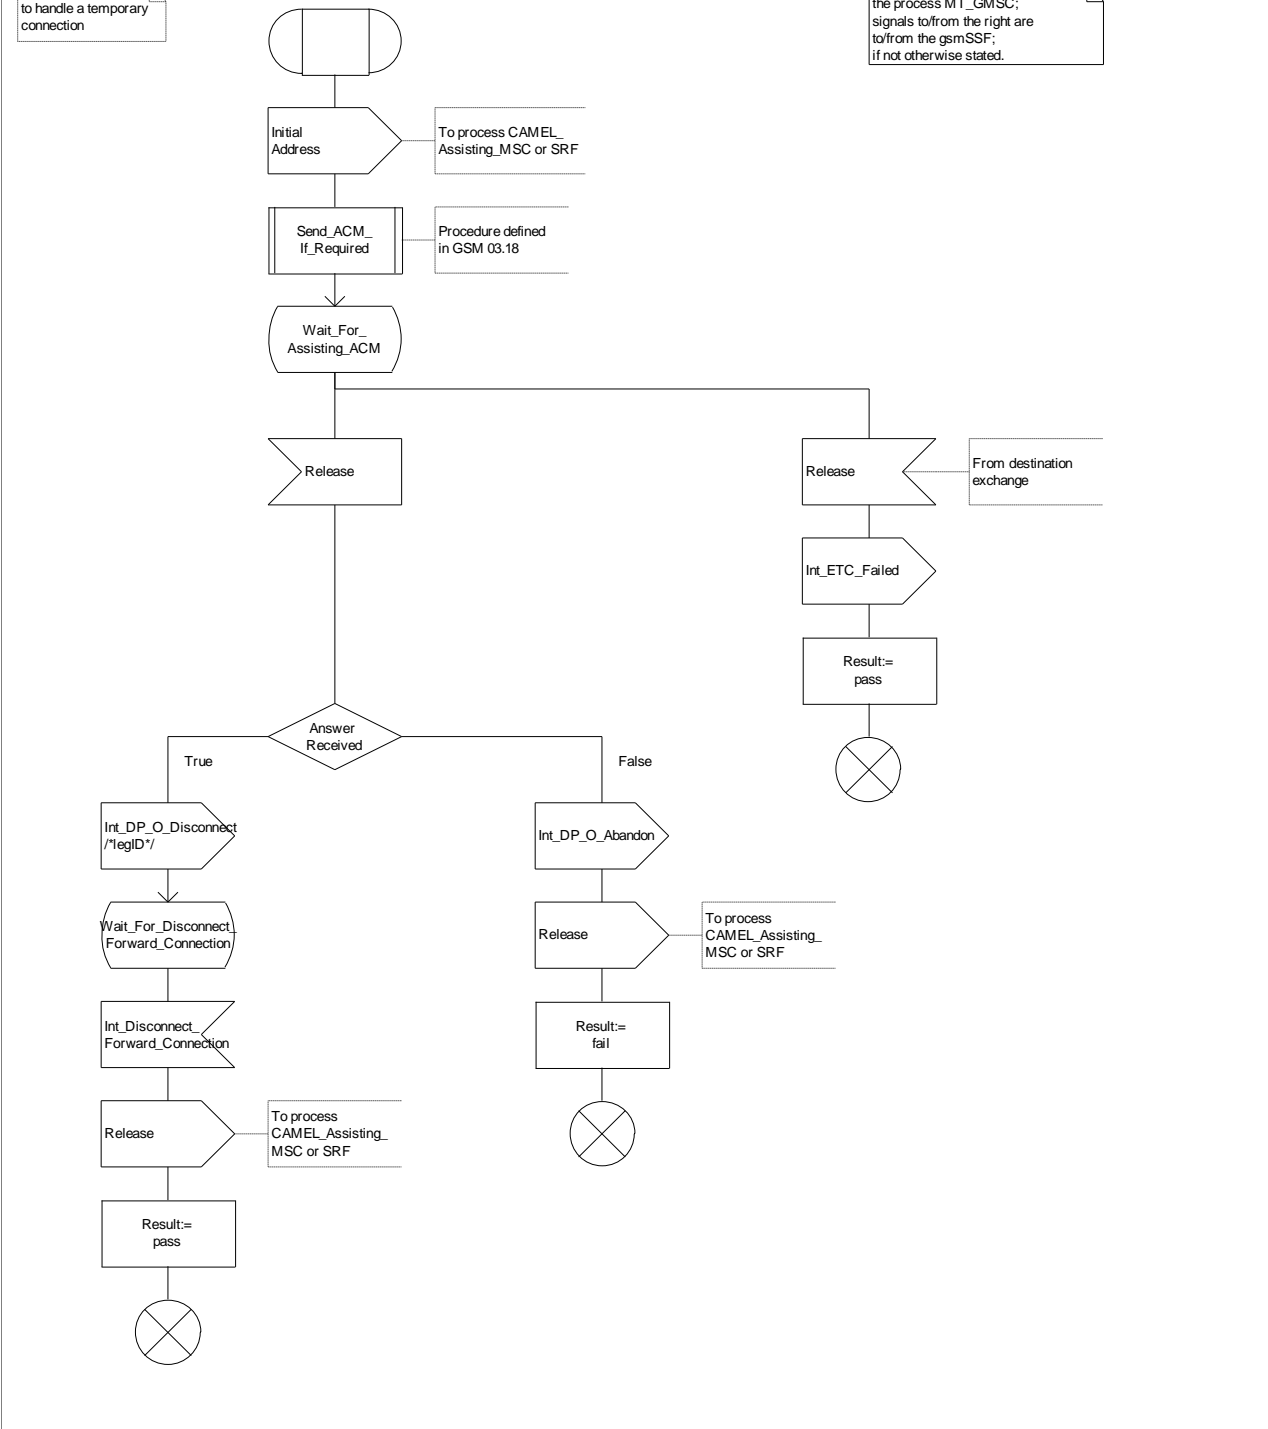 to handle a temporary
connection
the process MT_GMSC;
signals to/from the right are
to/from the gsmSSF;
if not otherwise stated.
Initial
Address
To process CAMEL_
Assisting_MSC or SRF
Send_ACM_
If_Required
Procedure defined
in GSM 03.18
Wait_For_
Assisting_ACM
Release
Release
From destination
exchange
Int_ETC_Failed
Result:=
pass
Answer
Received
True
False
Int_DP_O_Disconnect
/*legID*/
Int_DP_O_Abandon
Wait_For_Disconnect_
Forward_Connection
Release
To process
CAMEL_Assisting_
MSC or SRF
Int_Disconnect_
Forward_Connection
Result:=
fail
Release
To process
CAMEL_Assisting_
MSC or SRF
Result:=
pass